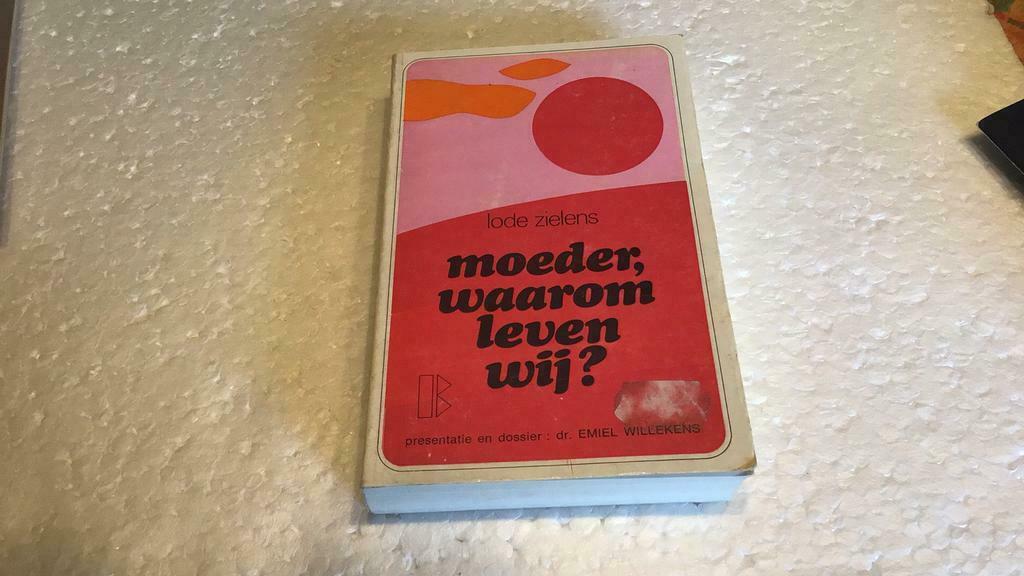 lode zielens
moeder,
waarom
leven
wij?
presentatie en dossier : dr. EMIEL WILLEKENS